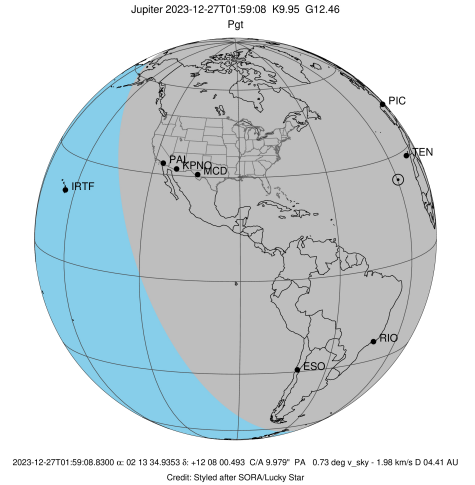 Jupiter 2023-12-27T01:59:08 K9.95 G12.46
Pgt
PIC
TEN
PAL
KPNO
MCD
IRTF
RIO
ESO
2023-12-27T01:59:08.8300 α: 02 13 34.9353 δ: +12 08 00.493 C/A 9.979" PA 0.73 deg v_sky - 1.98 km/s D 04.41 AU
Credit: Styled after SORA/Lucky Star